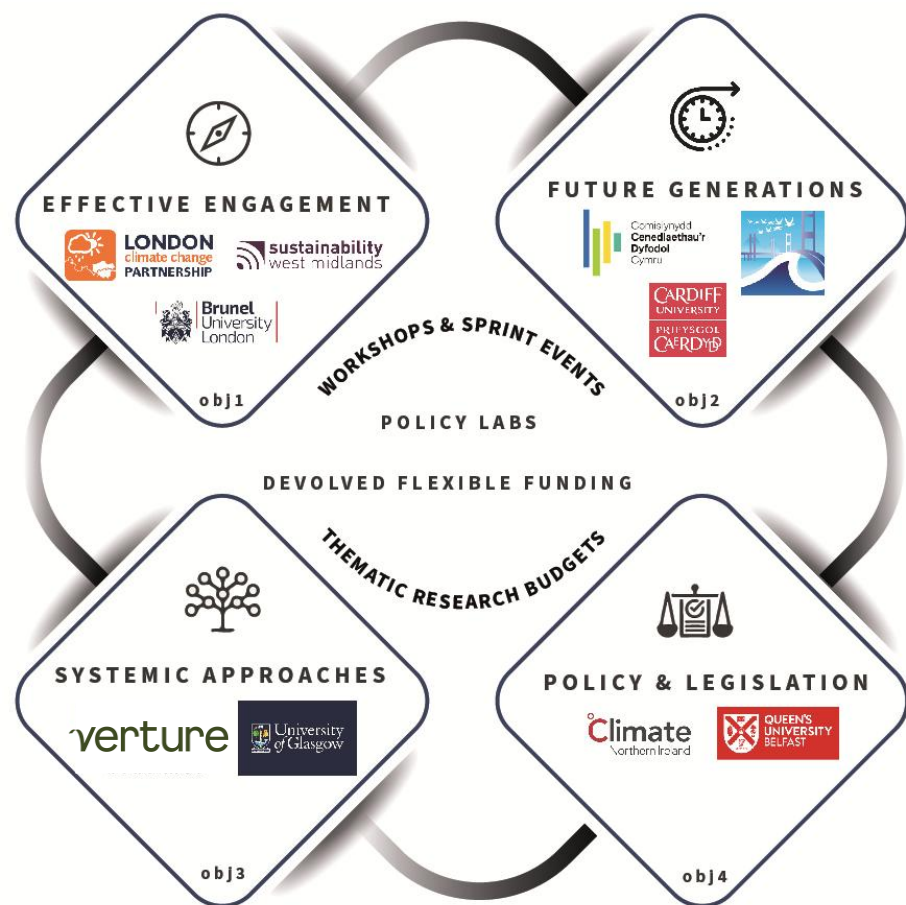 EFFECTIVE ENGAGEMENT
LONDON
climate change
PARTNERSHIP
sustainability
west midlands
Brunel
University
London
obj1
FUTURE GENERATIONS
Comisiynydd
Cenedlaethau'r
Dyfodol
Cymru
CARDIFF
UNIVERSITY
PRIFYSGOL
CAERDYDD
obj2
WORKSHOPS & SPRINT EVENTS
POLICY LABS
DEVOLVED FLEXIBLE FUNDING
THEMATIC RESEARCH BUDGETS
SYSTEMIC APPROACHES
verture
University
of Glasgow
obj3
POLICY & LEGISLATION
Climate
Northern Ireland
QUEEN'S
UNIVERSITY
BELFAST
obj4